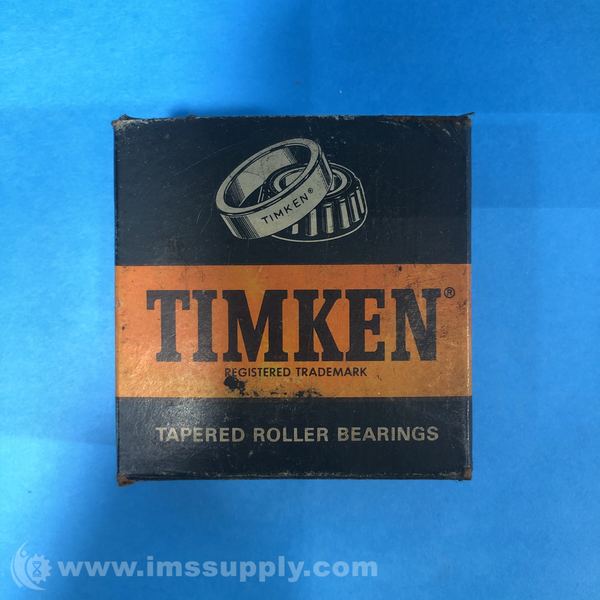 TIMKEN®
TIMKEN®
REGISTERED TRADEMARK
TAPERED ROLLER BEARINGS
www.imssupply.com